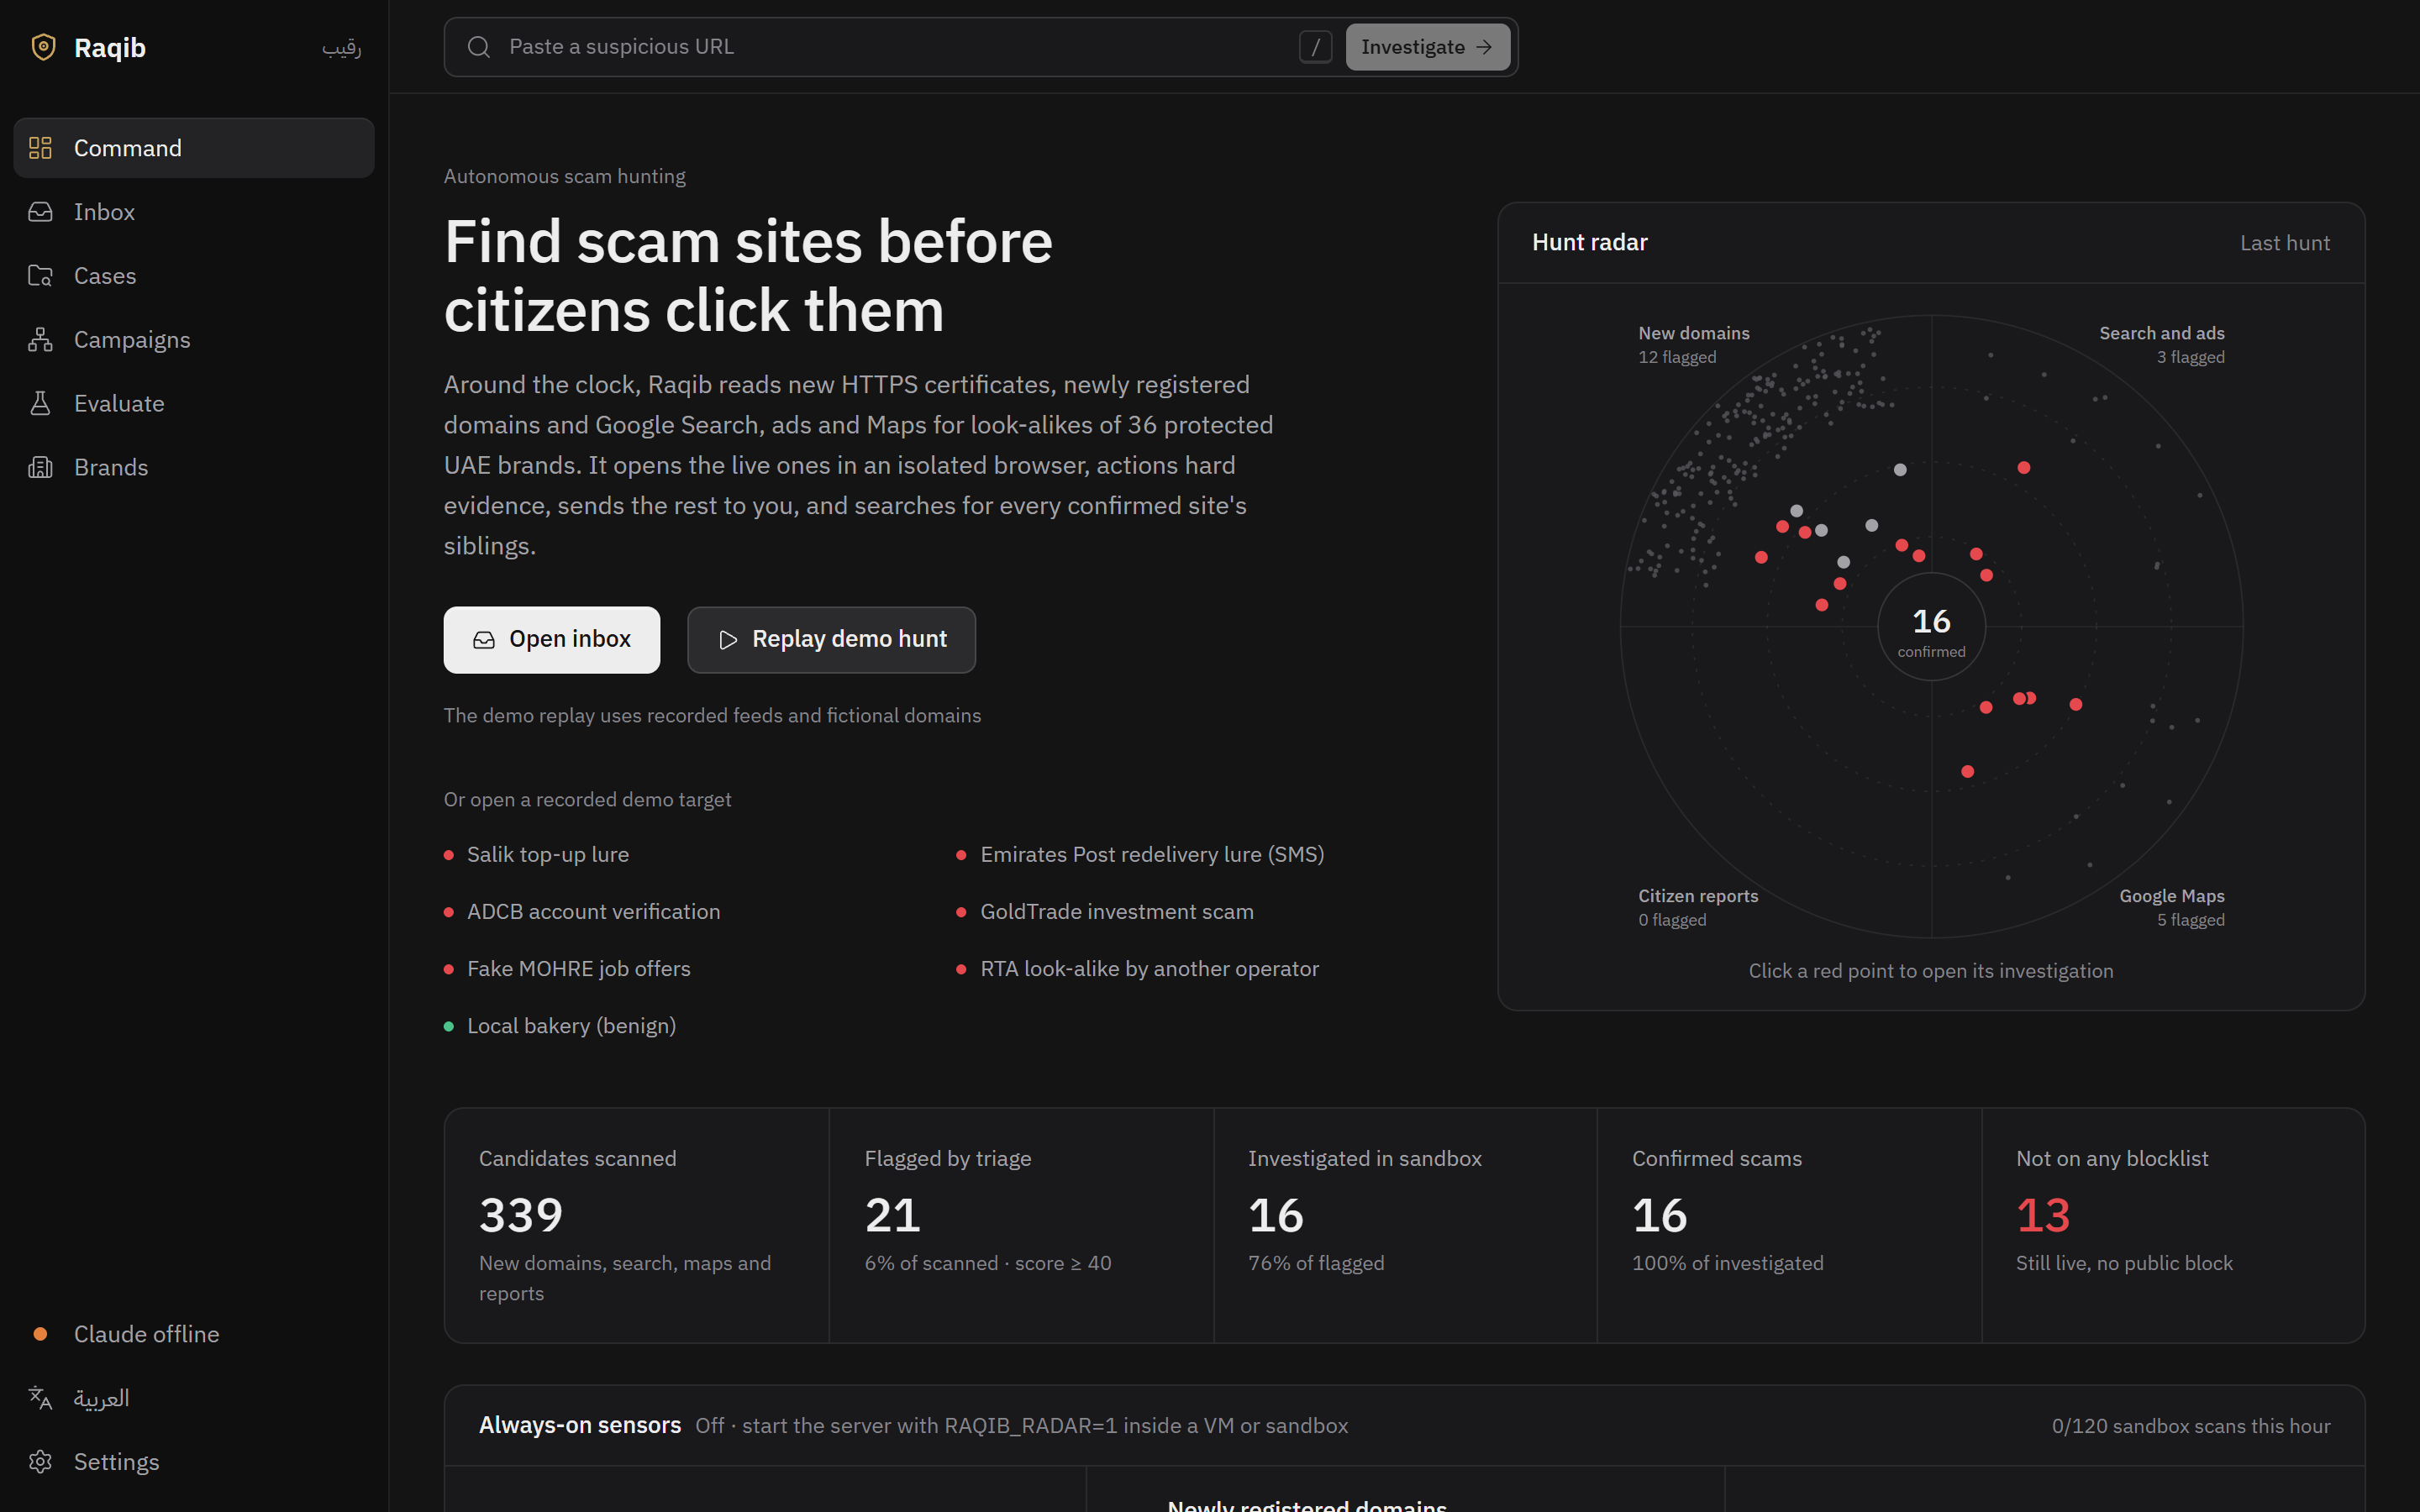 Raqib
رقيب
Command
Inbox
Cases
Campaigns
Evaluate
Brands
Claude offline
العربية
Settings
Paste a suspicious URL
/
Investigate
Autonomous scam hunting
Find scam sites before
citizens click them
Around the clock, Raqib reads new HTTPS certificates, newly registered
domains and Google Search, ads and Maps for look-alikes of 36 protected
UAE brands. It opens the live ones in an isolated browser, actions hard
evidence, sends the rest to you, and searches for every confirmed site's
siblings.
Open inbox
Replay demo hunt
The demo replay uses recorded feeds and fictional domains
Or open a recorded demo target
Salik top-up lure
Emirates Post redelivery lure (SMS)
ADCB account verification
GoldTrade investment scam
Fake MOHRE job offers
RTA look-alike by another operator
Local bakery (benign)
Hunt radar
Last hunt
New domains
12 flagged
Search and ads
3 flagged
16
confirmed
Citizen reports
0 flagged
Google Maps
5 flagged
Click a red point to open its investigation
Candidates scanned
339
New domains, search, maps and
reports
Flagged by triage
21
6% of scanned · score ≥ 40
Investigated in sandbox
16
76% of flagged
Confirmed scams
16
100% of investigated
Not on any blocklist
13
Still live, no public block
Always-on sensors
Off · start the server with RAQIB_RADAR=1 inside a VM or sandbox
0/120 sandbox scans this hour
Newly registered domains